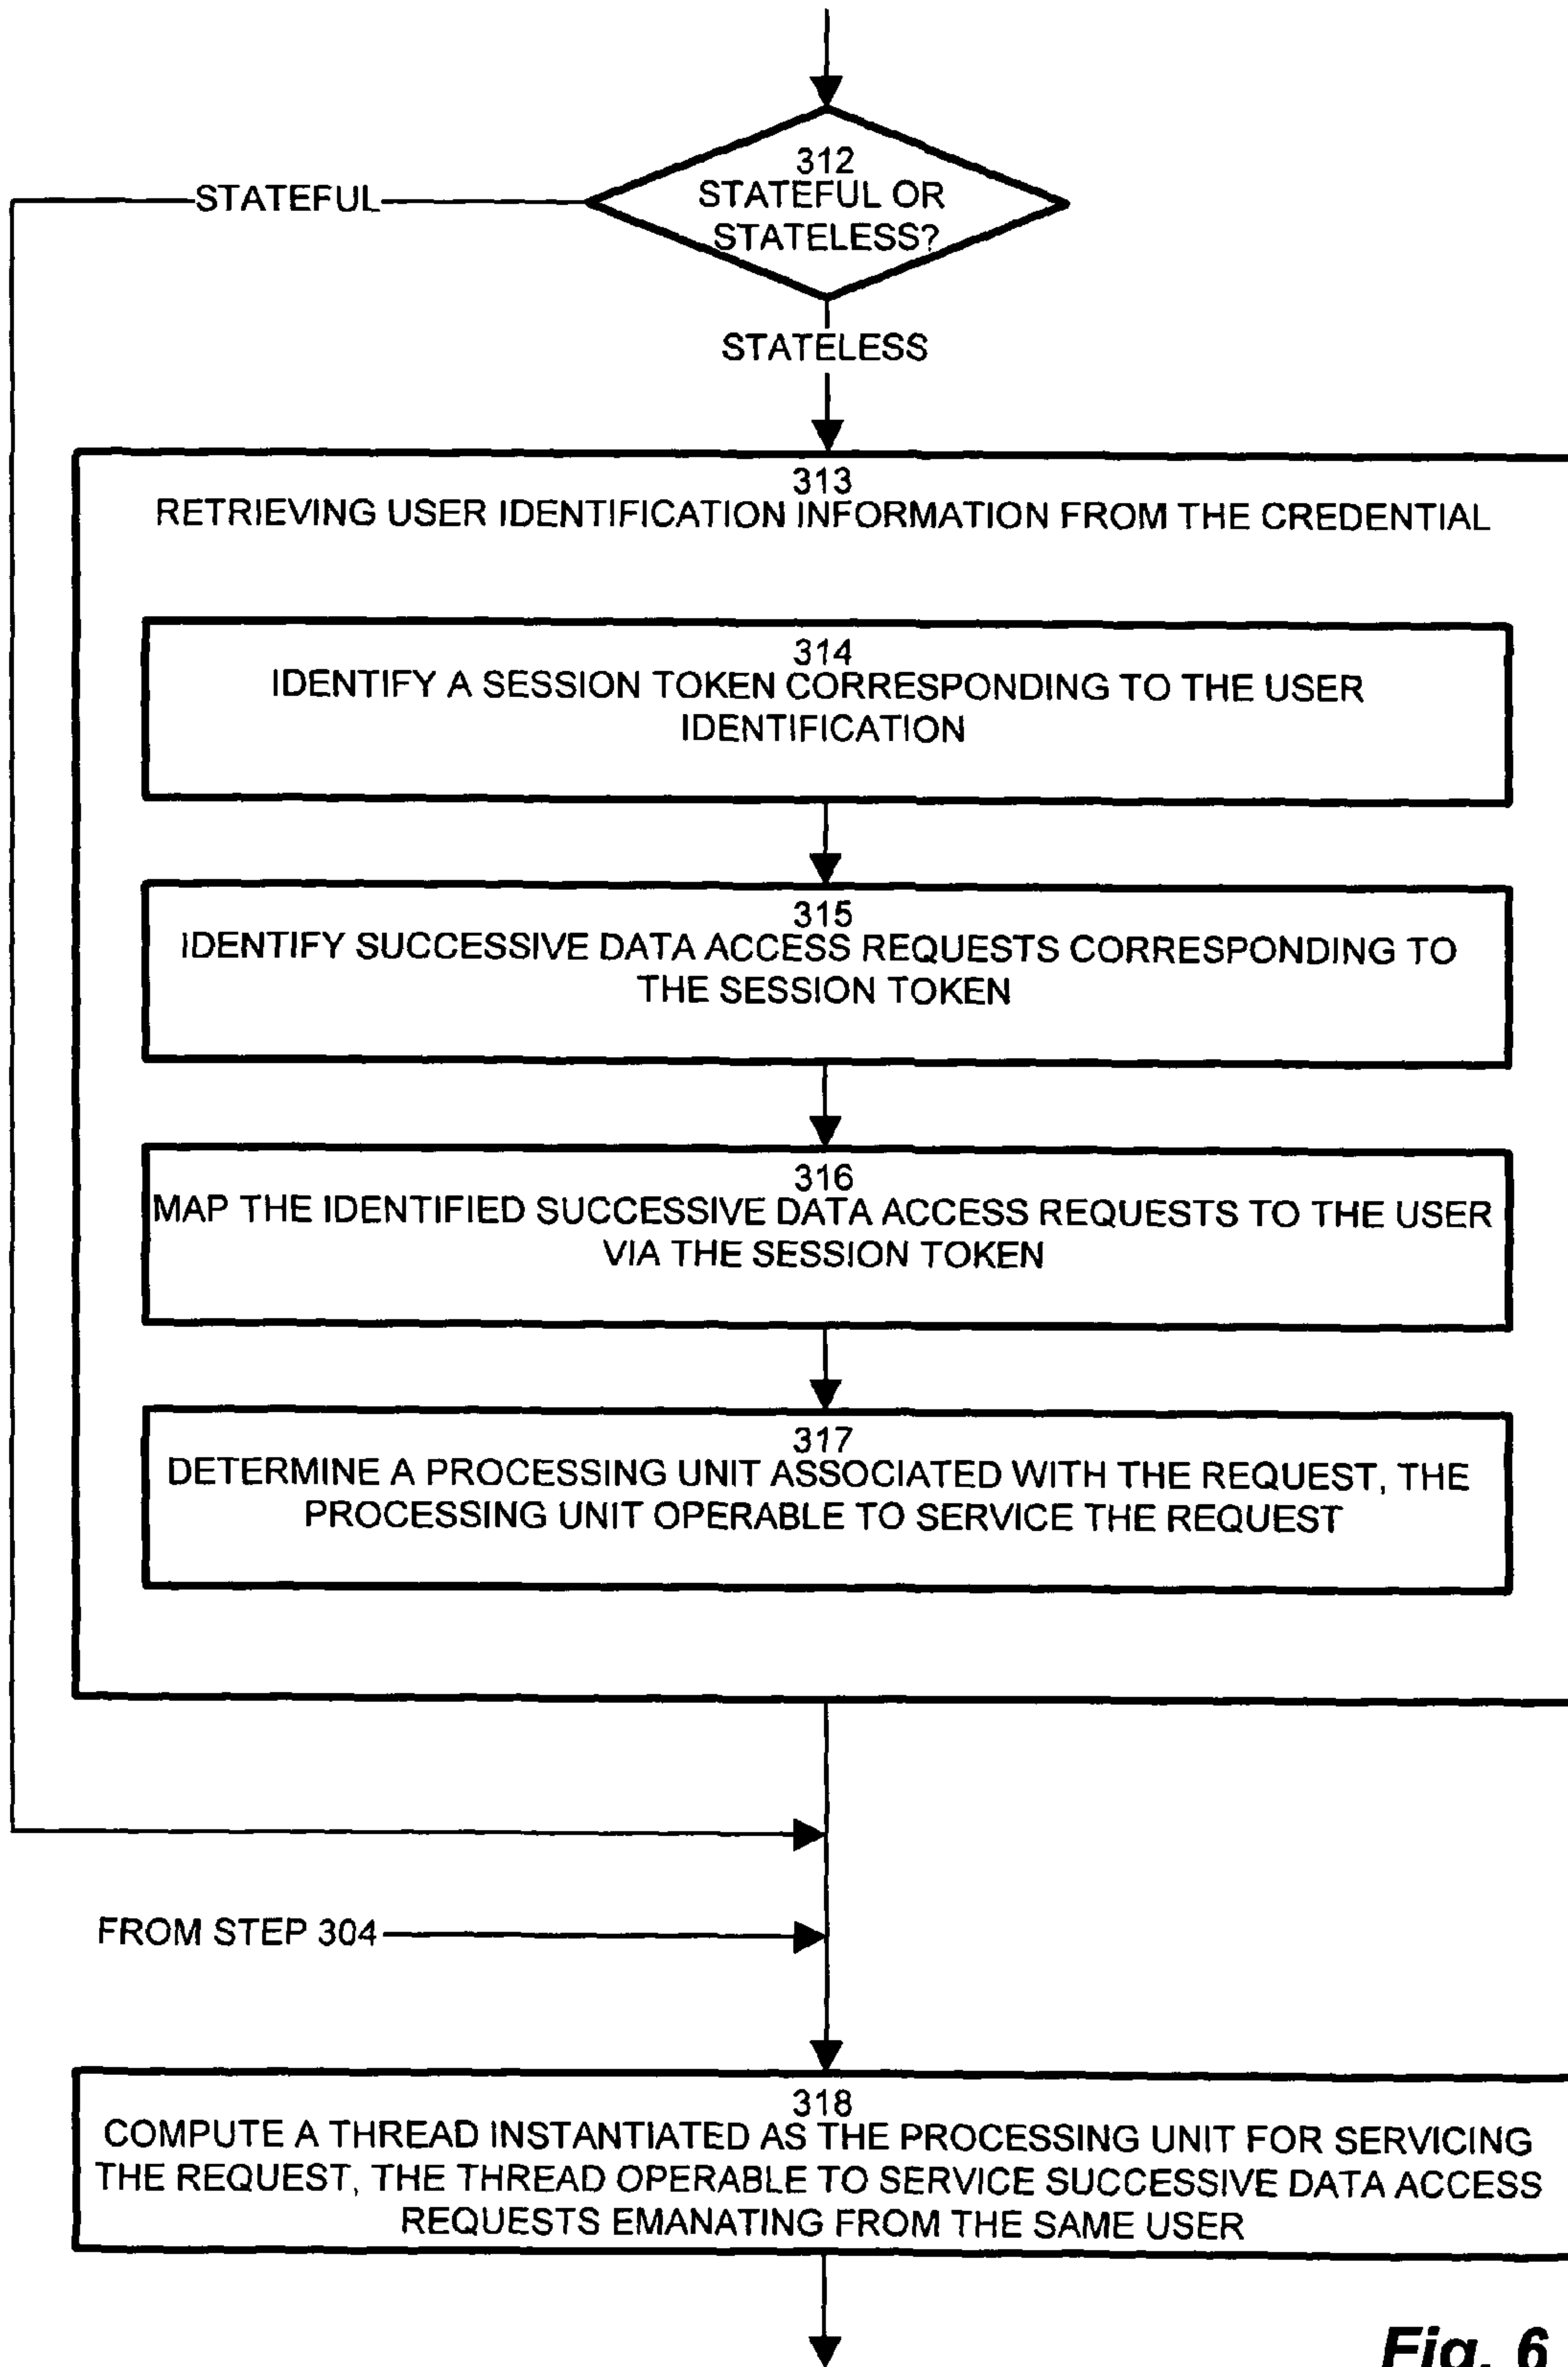 312
STATEFUL OR
STATELESS?
STATEFUL
STATELESS
313
RETRIEVING USER IDENTIFICATION INFORMATION FROM THE CREDENTIAL
314
IDENTIFY A SESSION TOKEN CORRESPONDING TO THE USER
IDENTIFICATION
315
IDENTIFY SUCCESSIVE DATA ACCESS REQUESTS CORRESPONDING TO
THE SESSION TOKEN
316
MAP THE IDENTIFIED SUCCESSIVE DATA ACCESS REQUESTS TO THE USER
VIA THE SESSION TOKEN
317
DETERMINE A PROCESSING UNIT ASSOCIATED WITH THE REQUEST, THE
PROCESSING UNIT OPERABLE TO SERVICE THE REQUEST
FROM STEP 304
318
COMPUTE A THREAD INSTANTIATED AS THE PROCESSING UNIT FOR SERVICING
THE REQUEST, THE THREAD OPERABLE TO SERVICE SUCCESSIVE DATA ACCESS
REQUESTS EMANATING FROM THE SAME USER
Fig. 6